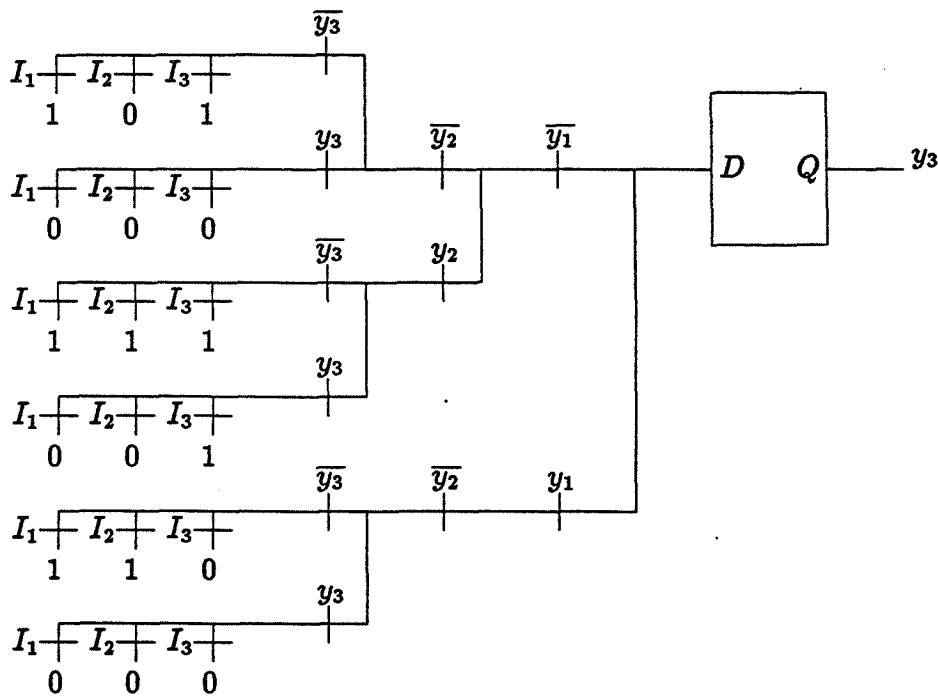 y̅₃
I₁ I₂ I₃
1 0 1
y₃ y̅₂ y̅₁
D Q y₃
I₁ I₂ I₃
0 0 0
y̅₃ y₂
I₁ I₂ I₃
1 1 1
y₃
I₁ I₂ I₃
0 0 1
y̅₃ y̅₂ y₁
I₁ I₂ I₃
1 1 0
y₃
I₁ I₂ I₃
0 0 0